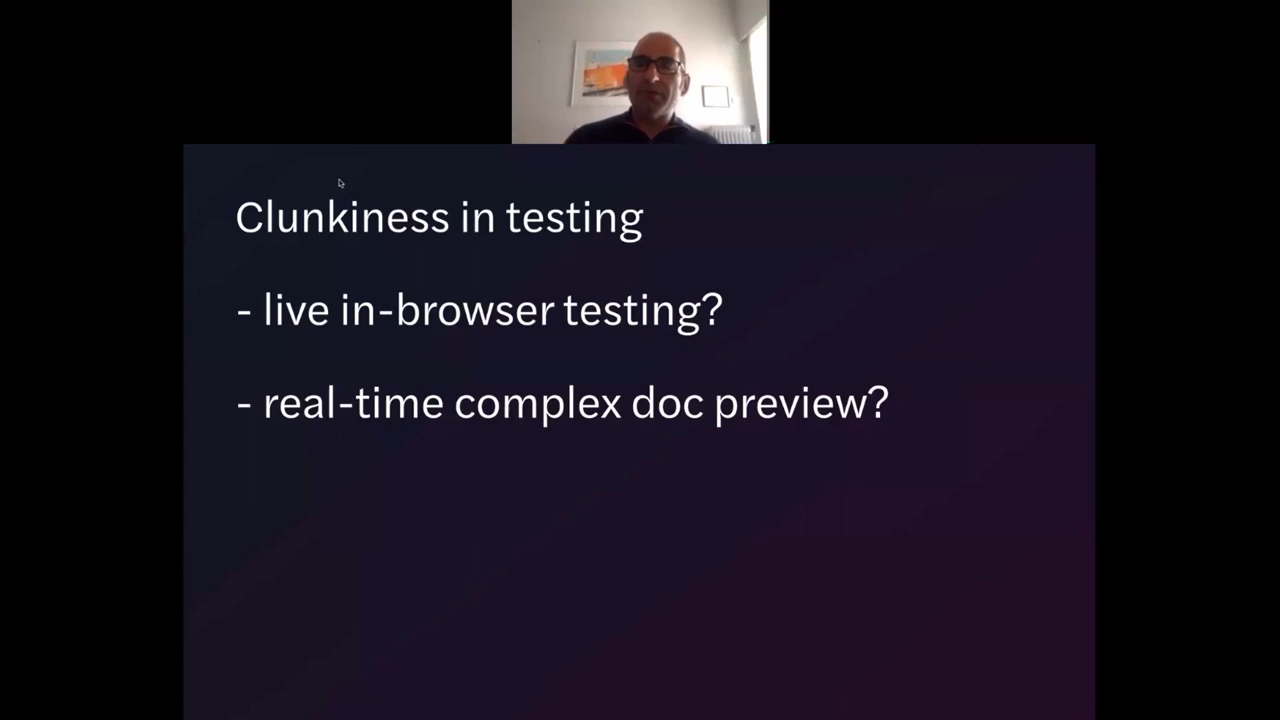 Clunkiness in testing
- live in-browser testing?
- real-time complex doc preview?